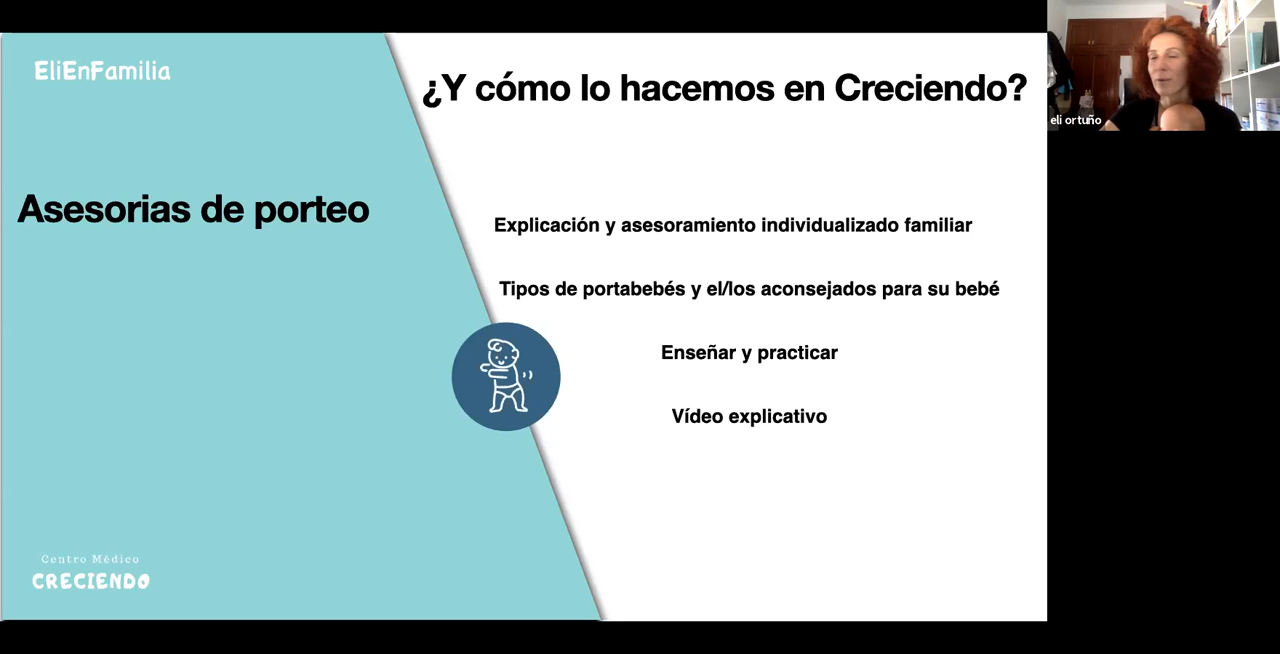 EliEnFamilia
¿Y cómo lo hacemos en Creciendo?
eli ortuño
Asesorias de porteo
Explicación y asesoramiento individualizado familiar
Tipos de portabebés y el/los aconsejados para su bebé
Enseñar y practicar
Vídeo explicativo
Centro Médico
CRECIENDO